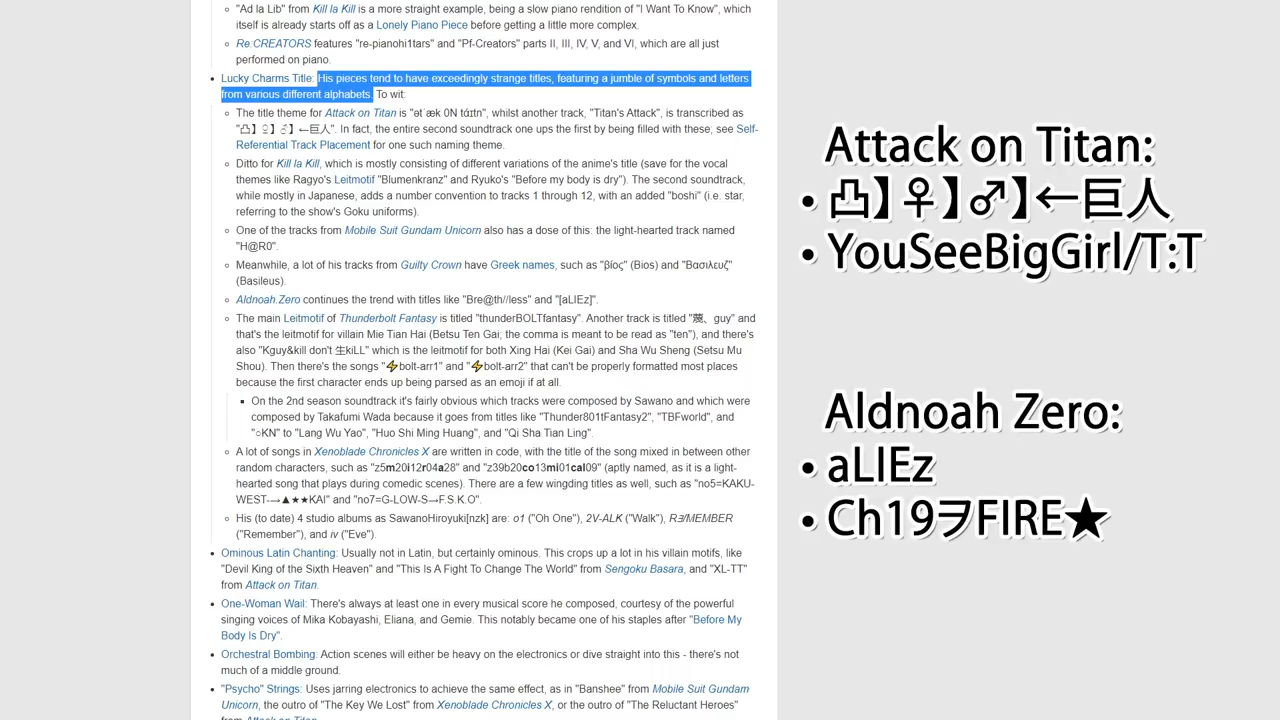 "Ad la Lib" from Kill la Kill is a more straight example, being a slow piano rendition of "I Want To Know", which
itself is already starts off as a Lonely Piano Piece before getting a little more complex.
Re:CREATORS features "re-pianohi1tars" and "Pf-Creators" parts II, III, IV, V, and VI, which are all just
performed on piano.
Lucky Charms Title: His pieces tend to have exceedingly strange titles, featuring a jumble of symbols and letters
from various different alphabets. To wit:
The title theme for Attack on Titan is "ətˈæk 0N tάɪtn", whilst another track, "Titan's Attack", is transcribed as
"凸】♀】♂】←巨人". In fact, the entire second soundtrack one ups the first by being filled with these; see Self-
Referential Track Placement for one such naming theme.
Ditto for Kill la Kill, which is mostly consisting of different variations of the anime's title (save for the vocal
themes like Ragyo's Leitmotif "Blumenkranz" and Ryuko's "Before my body is dry"). The second soundtrack,
while mostly in Japanese, adds a number convention to tracks 1 through 12, with an added "boshi" (i.e. star,
referring to the show's Goku uniforms).
One of the tracks from Mobile Suit Gundam Unicorn also has a dose of this: the light-hearted track named
"H@R0".
Meanwhile, a lot of his tracks from Guilty Crown have Greek names, such as "βίος" (Bios) and "Βασιλευζ"
(Basileus).
Aldnoah.Zero continues the trend with titles like "Bre@th//less" and "[aLIEz]".
The main Leitmotif of Thunderbolt Fantasy is titled "thunderBOLTfantasy". Another track is titled "蔑、guy" and
that's the leitmotif for villain Mie Tian Hai (Betsu Ten Gai; the comma is meant to be read as "ten"), and there's
also "Kguy&kill don't 生kiLL" which is the leitmotif for both Xing Hai (Kei Gai) and Sha Wu Sheng (Setsu Mu
Shou). Then there's the songs "⚡bolt-arr1" and "⚡bolt-arr2" that can't be properly formatted most places
because the first character ends up being parsed as an emoji if at all.
On the 2nd season soundtrack it's fairly obvious which tracks were composed by Sawano and which were
composed by Takafumi Wada because it goes from titles like "Thunder801tFantasy2", "TBFworld", and
"○KN" to "Lang Wu Yao", "Huo Shi Ming Huang", and "Qi Sha Tian Ling".
A lot of songs in Xenoblade Chronicles X are written in code, with the title of the song mixed in between other
random characters, such as "z5m20i12r04a28" and "z39b20co13mi01cal09" (aptly named, as it is a light-
hearted song that plays during comedic scenes). There are a few wingding titles as well, such as "no5=KAKU-
WEST-→▲★★KAI" and "no7=G-LOW-S→F.S.K.O".
His (to date) 4 studio albums as SawanoHiroyuki[nzk] are: o1 ("Oh One"), 2V-ALK ("Walk"), R∃/MEMBER
("Remember"), and iv ("Eve").
Ominous Latin Chanting: Usually not in Latin, but certainly ominous. This crops up a lot in his villain motifs, like
"Devil King of the Sixth Heaven" and "This Is A Fight To Change The World" from Sengoku Basara, and "XL-TT"
from Attack on Titan.
One-Woman Wail: There's always at least one in every musical score he composed, courtesy of the powerful
singing voices of Mika Kobayashi, Eliana, and Gemie. This notably became one of his staples after "Before My
Body Is Dry".
Orchestral Bombing: Action scenes will either be heavy on the electronics or dive straight into this - there's not
much of a middle ground.
"Psycho" Strings: Uses jarring electronics to achieve the same effect, as in "Banshee" from Mobile Suit Gundam
Unicorn, the outro of "The Key We Lost" from Xenoblade Chronicles X, or the outro of "The Reluctant Heroes"
from Attack on Titan.
Attack on Titan:
凸】♀】♂】←巨人
YouSeeBigGirl/T:T
Aldnoah Zero:
aLIEz
Ch19ヲFIRE★